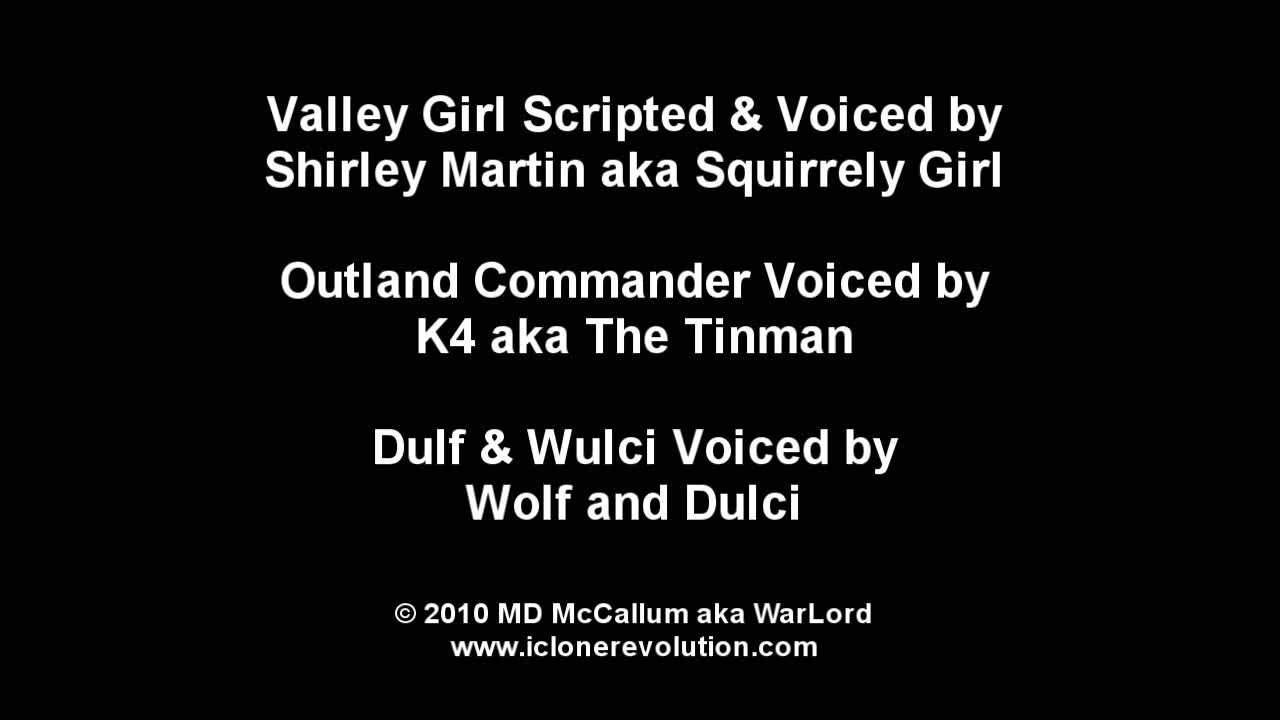 Valley Girl Scripted & Voiced by
Shirley Martin aka Squirrely Girl
Outland Commander Voiced by
K4 aka The Tinman
Dulf & Wulci Voiced by
Wolf and Dulci
© 2010 MD McCallum aka WarLord
www.iclonerevolution.com